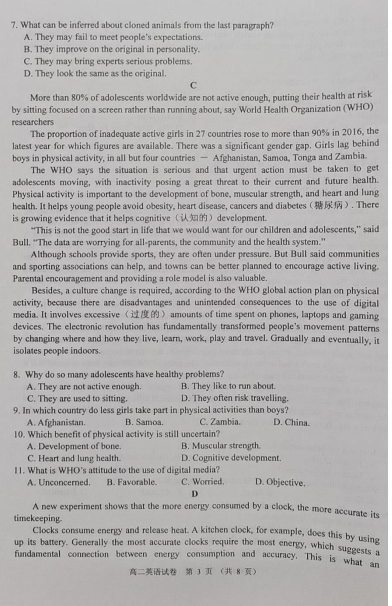 7. What can be inferred about cloned animals from the last paragraph?
A. They may fail to meet people's expectations.
B. They improve on the original in personality.
C. They may bring experts serious problems.
D. They look the same as the original.
C
More than 80% of adolescents worldwide are not active enough, putting their health at risk
by sitting focused on a screen rather than running about, say World Health Organization (WHO)
researchers
The proportion of inadequate active girls in 27 countries rose to more than 90% in 2016, the
latest year for which figures are available. There was a significant gender gap. Girls lag behind
boys in physical activity, in all but four countries — Afghanistan, Samoa, Tonga and Zambia.
The WHO says the situation is serious and that urgent action must be taken to get
adolescents moving, with inactivity posing a great threat to their current and future health.
Physical activity is important to the development of bone, muscular strength, and heart and lung
health. It helps young people avoid obesity, heart disease, cancers and diabetes (糖尿病). There
is growing evidence that it helps cognitive (认知的) development.
"This is not the good start in life that we would want for our children and adolescents," said
Bull. "The data are worrying for all-parents, the community and the health system."
Although schools provide sports, they are often under pressure. But Bull said communities
and sporting associations can help, and towns can be better planned to encourage active living.
Parental encouragement and providing a role model is also valuable.
Besides, a culture change is required, according to the WHO global action plan on physical
activity, because there are disadvantages and unintended consequences to the use of digital
media. It involves excessive (过度的) amounts of time spent on phones, laptops and gaming
devices. The electronic revolution has fundamentally transformed people's movement patterns
by changing where and how they live, learn, work, play and travel. Gradually and eventually, it
isolates people indoors.
8. Why do so many adolescents have healthy problems?
A. They are not active enough. B. They like to run about.
C. They are used to sitting. D. They often risk travelling.
9. In which country do less girls take part in physical activities than boys?
A. Afghanistan. B. Samoa. C. Zambia. D. China.
10. Which benefit of physical activity is still uncertain?
A. Development of bone. B. Muscular strength.
C. Heart and lung health. D. Cognitive development.
11. What is WHO's attitude to the use of digital media?
A. Unconcerned. B. Favorable. C. Worried. D. Objective.
D
A new experiment shows that the more energy consumed by a clock, the more accurate its
timekeeping.
Clocks consume energy and release heat. A kitchen clock, for example, does this by using
up its battery. Generally the most accurate clocks require the most energy, which suggests a
fundamental connection between energy consumption and accuracy. This is what an
高二英语试卷 第 3 页 (共 8 页)